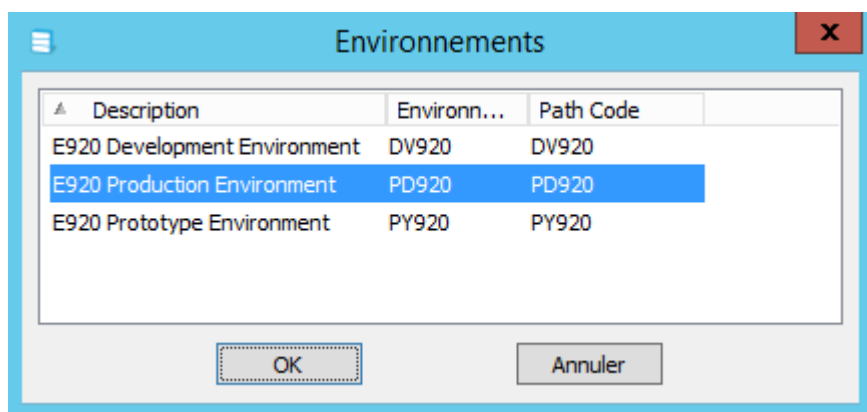 Environnements
x
Description Environn... Path Code
E920 Development Environment DV920 DV920
E920 Production Environment PD920 PD920
E920 Prototype Environment PY920 PY920
OK Annuler